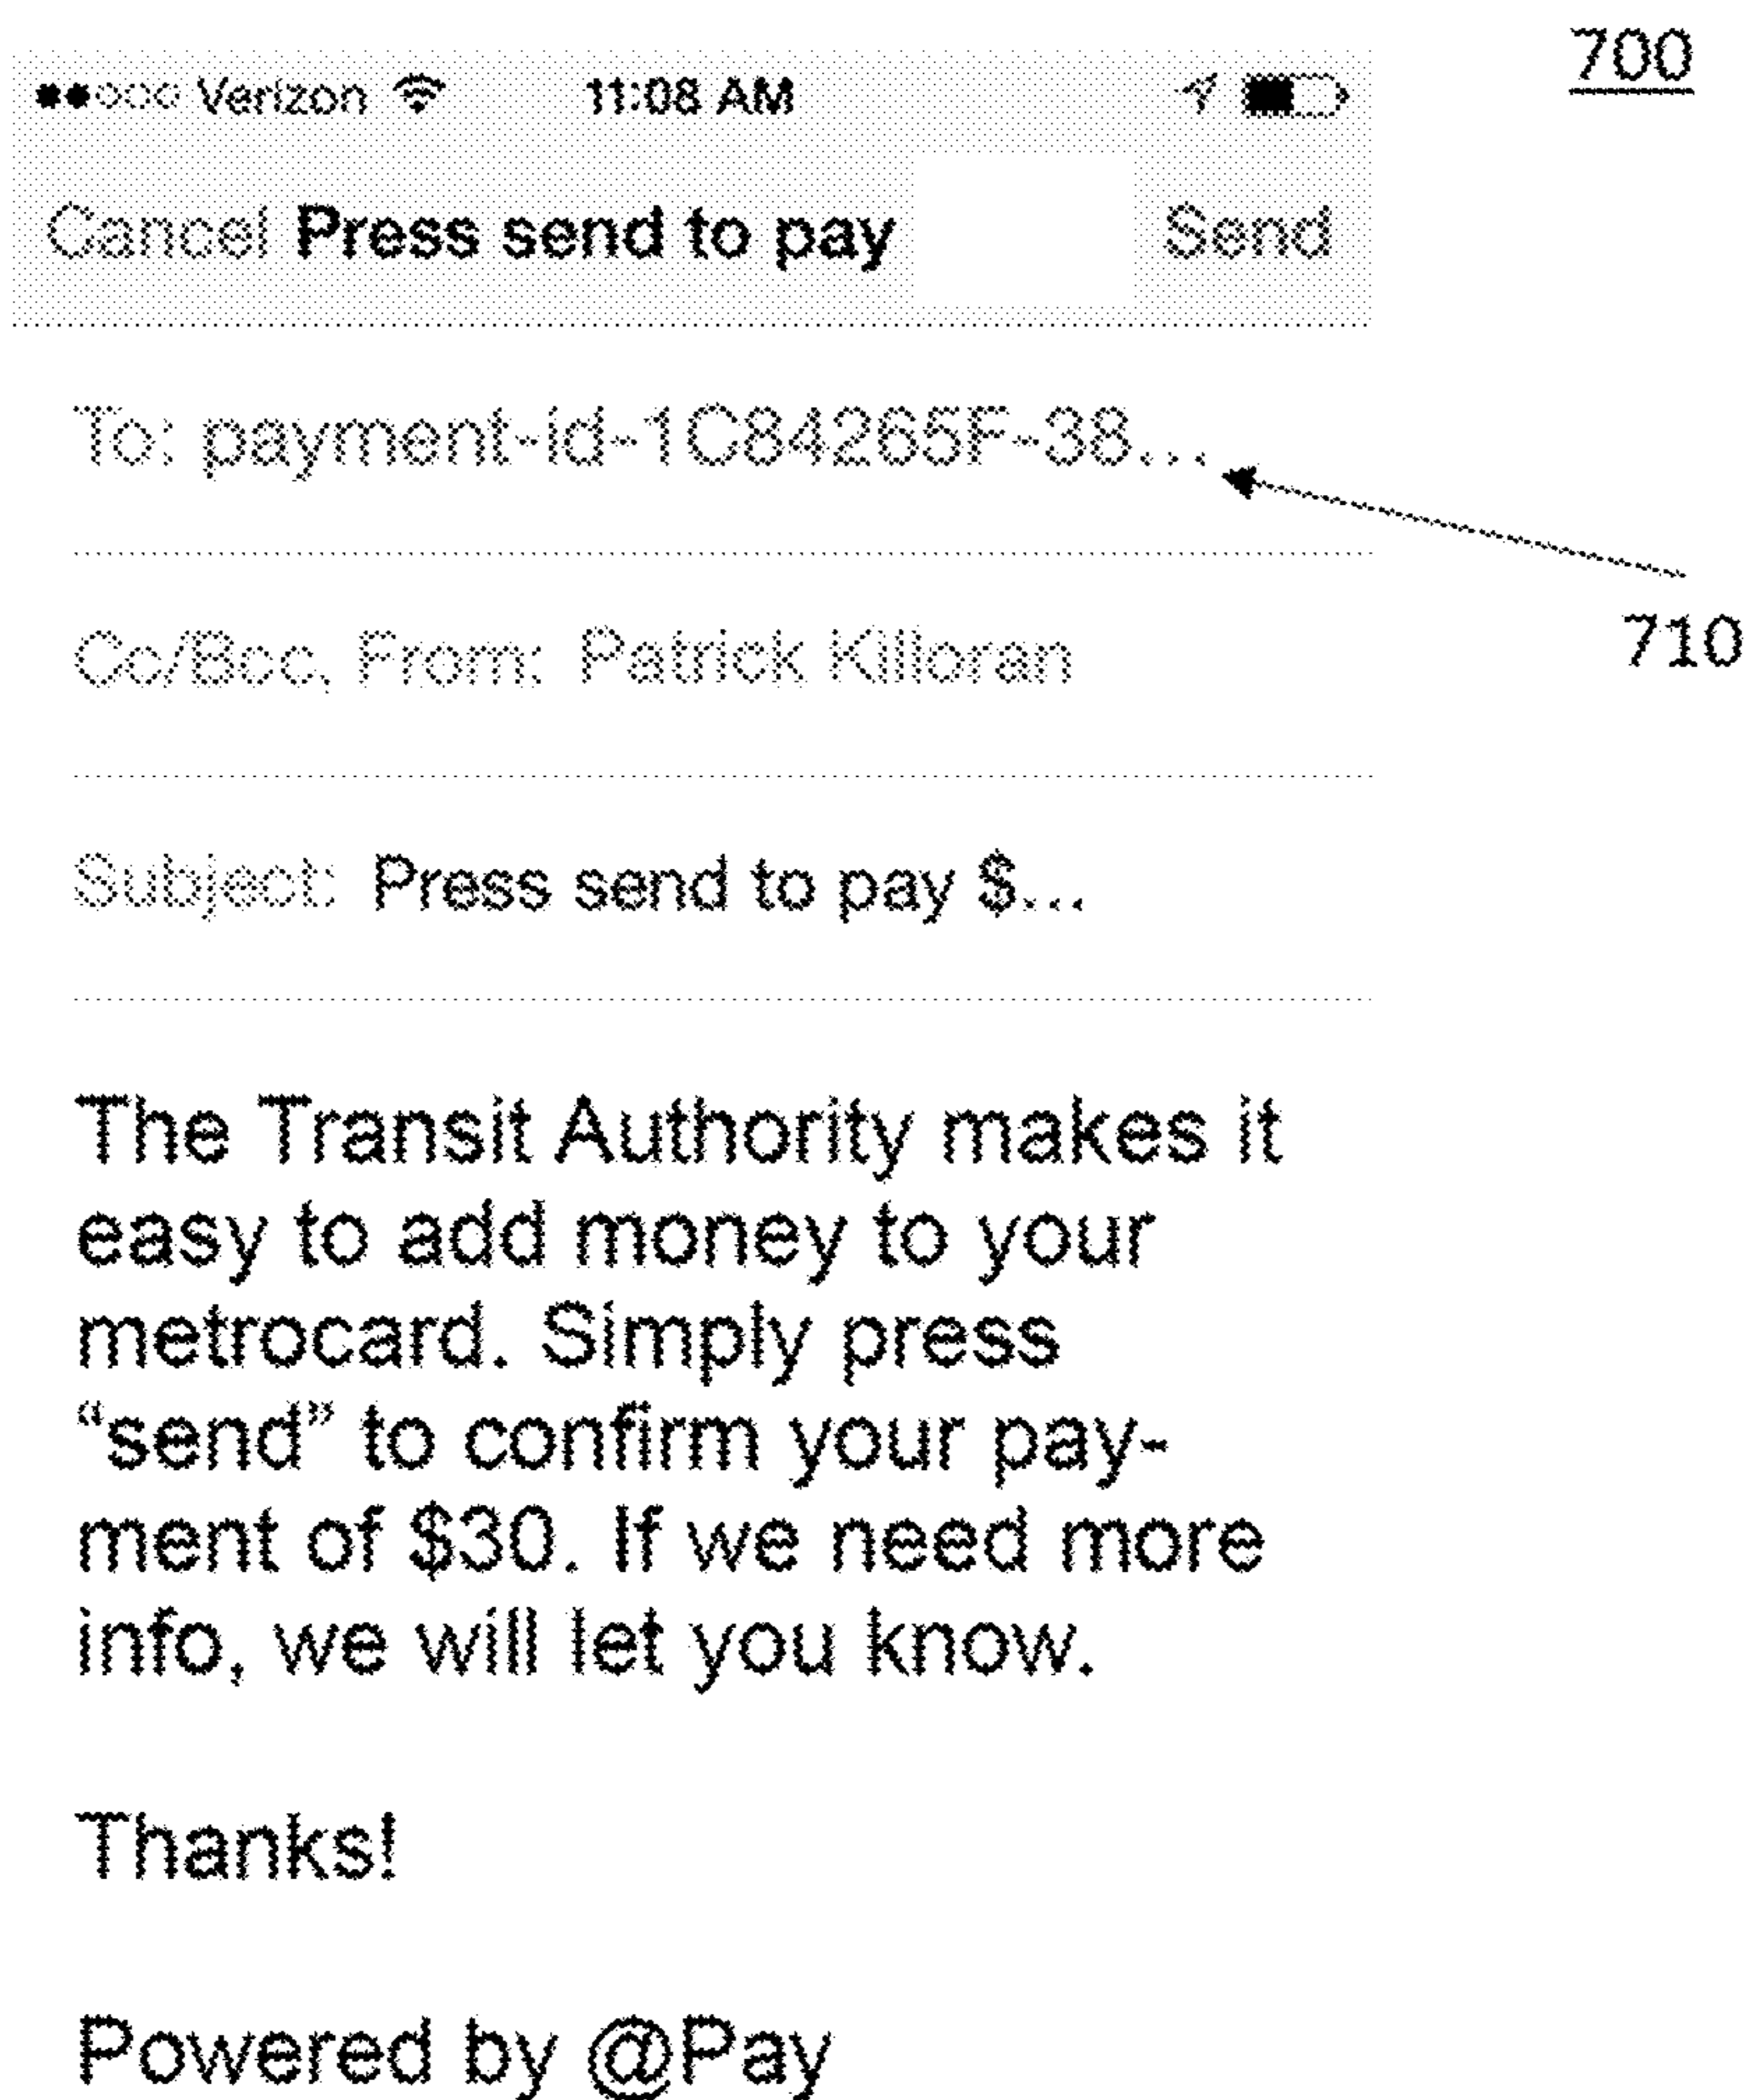 700
Verizon 11:08 AM
Cancel Press send to pay Send
To: payment-id-1C84265F-38...
710
Cc/Bcc, From: Patrick Killoran
Subject: Press send to pay $...
The Transit Authority makes it
easy to add money to your
metrocard. Simply press
“send” to confirm your pay-
ment of $30. If we need more
info, we will let you know.
Thanks!
Powered by @Pay